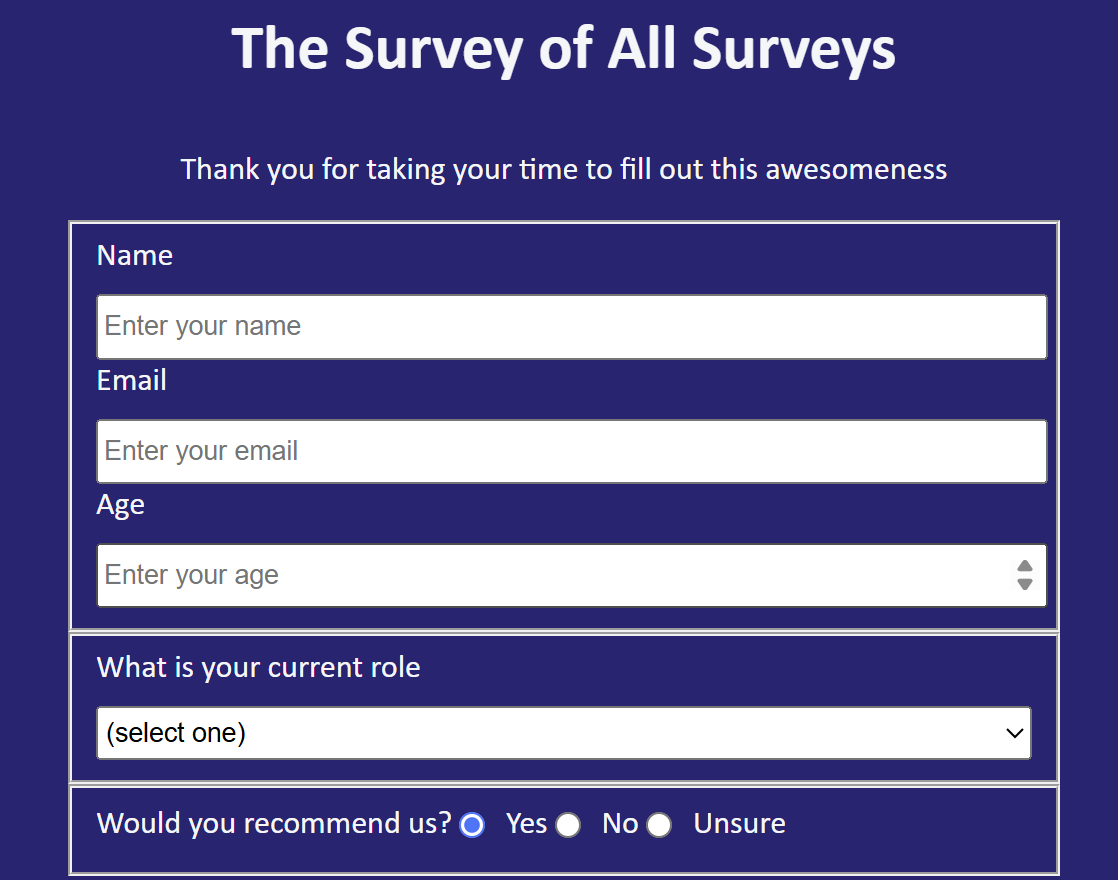 The Survey of All Surveys
Thank you for taking your time to fill out this awesomeness
Name
Enter your name
Email
Enter your email
Age
Enter your age
What is your current role
(select one)
Would you recommend us? Yes No Unsure